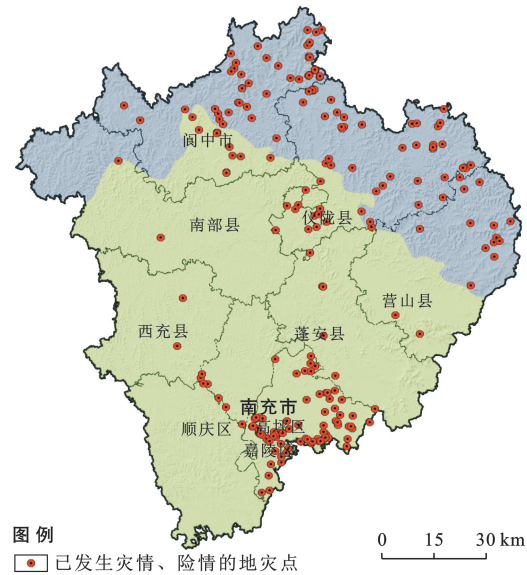 阆中市
南部县
仪陇县
营山县
西充县
蓬安县
南充市
顺庆区
高坪区
嘉陵区
图例
已发生灾情、险情的地灾点
0 15 30 km